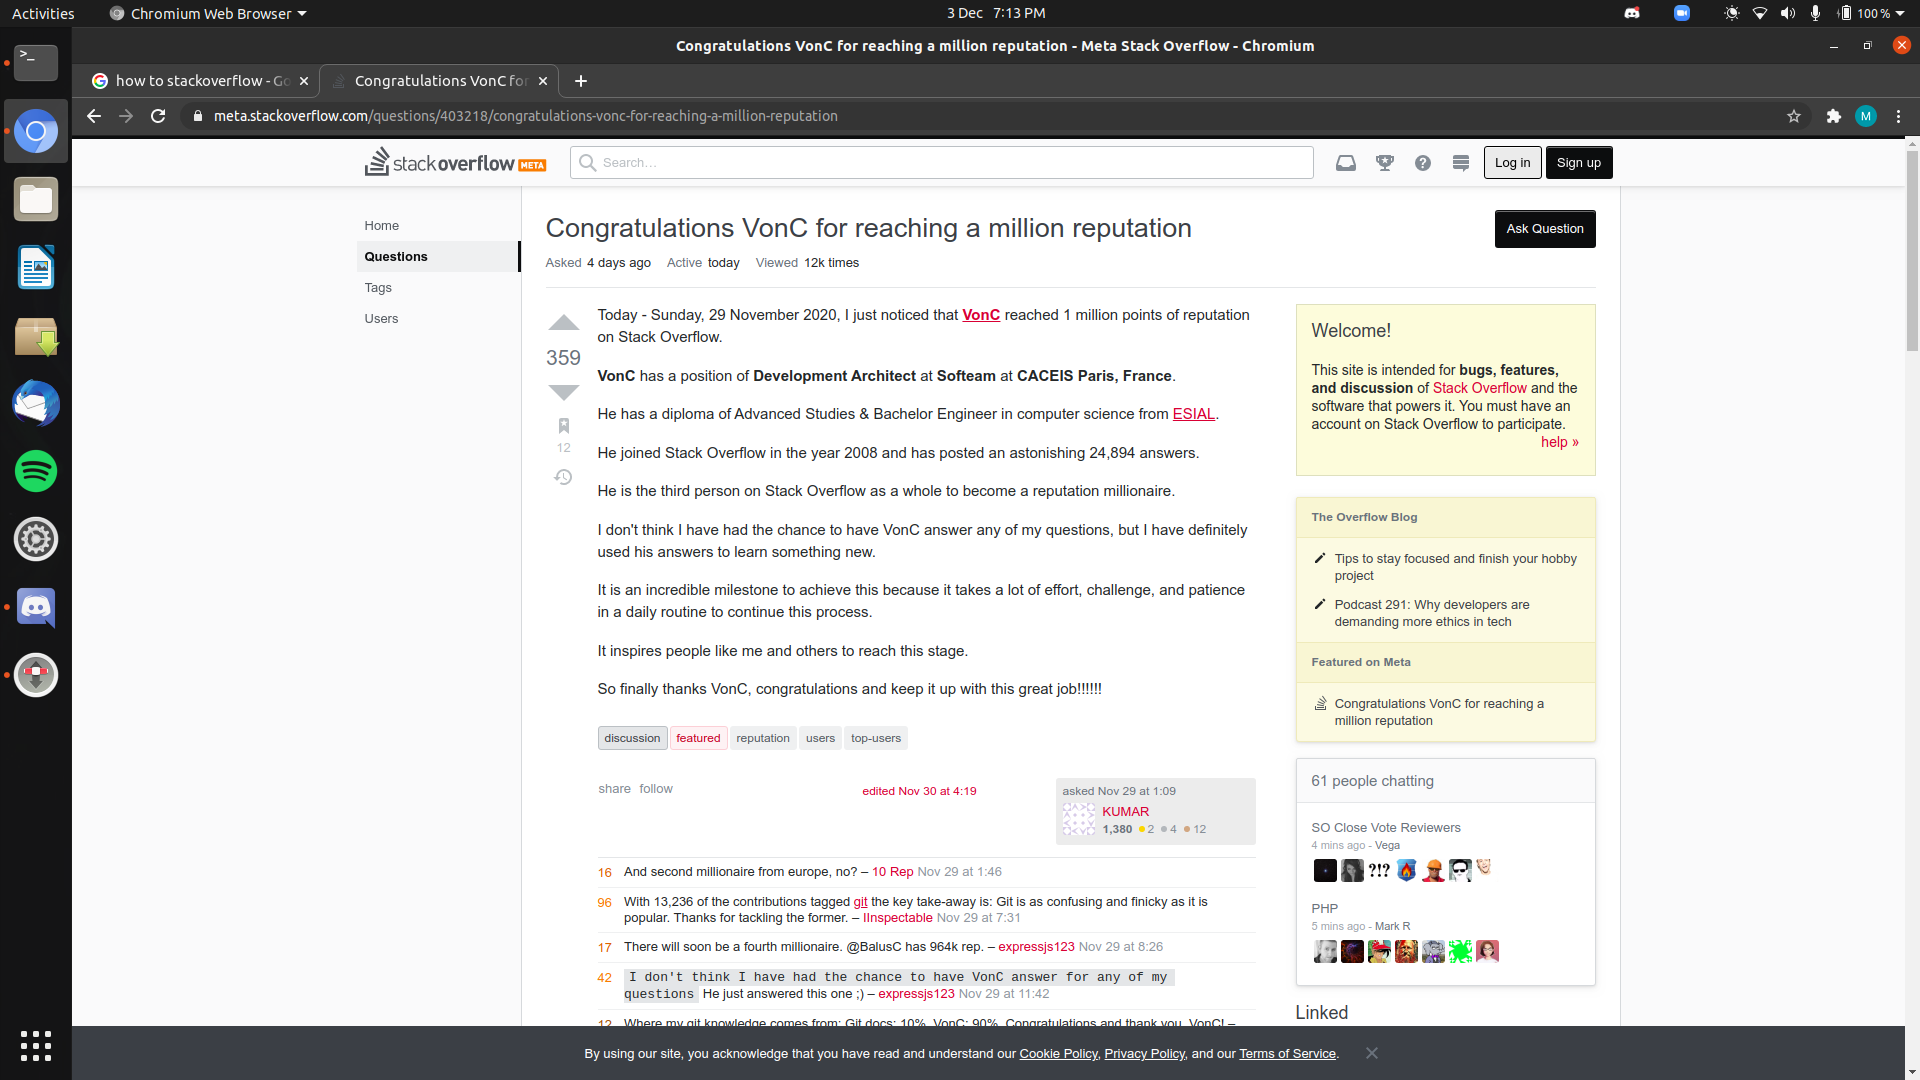 Activities
Chromium Web Browser
3 Dec 7:13 PM
100 %
Congratulations VonC for reaching a million reputation - Meta Stack Overflow - Chromium
how to stackoverflow - Go
Congratulations VonC for
meta.stackoverflow.com/questions/403218/congratulations-vonc-for-reaching-a-million-reputation
M
stackoverflow META
Search…
Log in
Sign up
Home
Questions
Tags
Users
Congratulations VonC for reaching a million reputation
Ask Question
Asked 4 days ago Active today Viewed 12k times
359
12
Today - Sunday, 29 November 2020, I just noticed that VonC reached 1 million points of reputation
on Stack Overflow.
VonC has a position of Development Architect at Softeam at CACEIS Paris, France.
He has a diploma of Advanced Studies & Bachelor Engineer in computer science from ESIAL.
He joined Stack Overflow in the year 2008 and has posted an astonishing 24,894 answers.
He is the third person on Stack Overflow as a whole to become a reputation millionaire.
I don't think I have had the chance to have VonC answer any of my questions, but I have definitely
used his answers to learn something new.
It is an incredible milestone to achieve this because it takes a lot of effort, challenge, and patience
in a daily routine to continue this process.
It inspires people like me and others to reach this stage.
So finally thanks VonC, congratulations and keep it up with this great job!!!!!!
discussion featured reputation users top-users
share follow
edited Nov 30 at 4:19
asked Nov 29 at 1:09
KUMAR
1,380 2 4 12
16 And second millionaire from europe, no? – 10 Rep Nov 29 at 1:46
96 With 13,236 of the contributions tagged git the key take-away is: Git is as confusing and finicky as it is
popular. Thanks for tackling the former. – IInspectable Nov 29 at 7:31
17 There will soon be a fourth millionaire. @BalusC has 964k rep. – expressjs123 Nov 29 at 8:26
42 I don't think I have had the chance to have VonC answer for any of my
questions He just answered this one ;) – expressjs123 Nov 29 at 11:42
12 Where my git knowledge comes from: Git docs: 10%, VonC: 90%. Congratulations and thank you, VonC! –
Welcome!
This site is intended for bugs, features,
and discussion of Stack Overflow and the
software that powers it. You must have an
account on Stack Overflow to participate.
help »
The Overflow Blog
Tips to stay focused and finish your hobby
project
Podcast 291: Why developers are
demanding more ethics in tech
Featured on Meta
Congratulations VonC for reaching a
million reputation
61 people chatting
SO Close Vote Reviewers
4 mins ago - Vega
?!?
PHP
5 mins ago - Mark R
Linked
By using our site, you acknowledge that you have read and understand our Cookie Policy, Privacy Policy, and our Terms of Service.